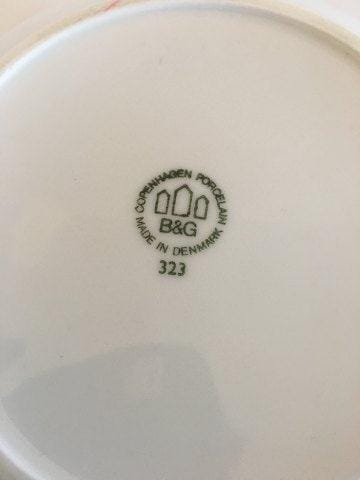 COPENHAGEN PORCELAIN
B&G
MADE IN DENMARK
323